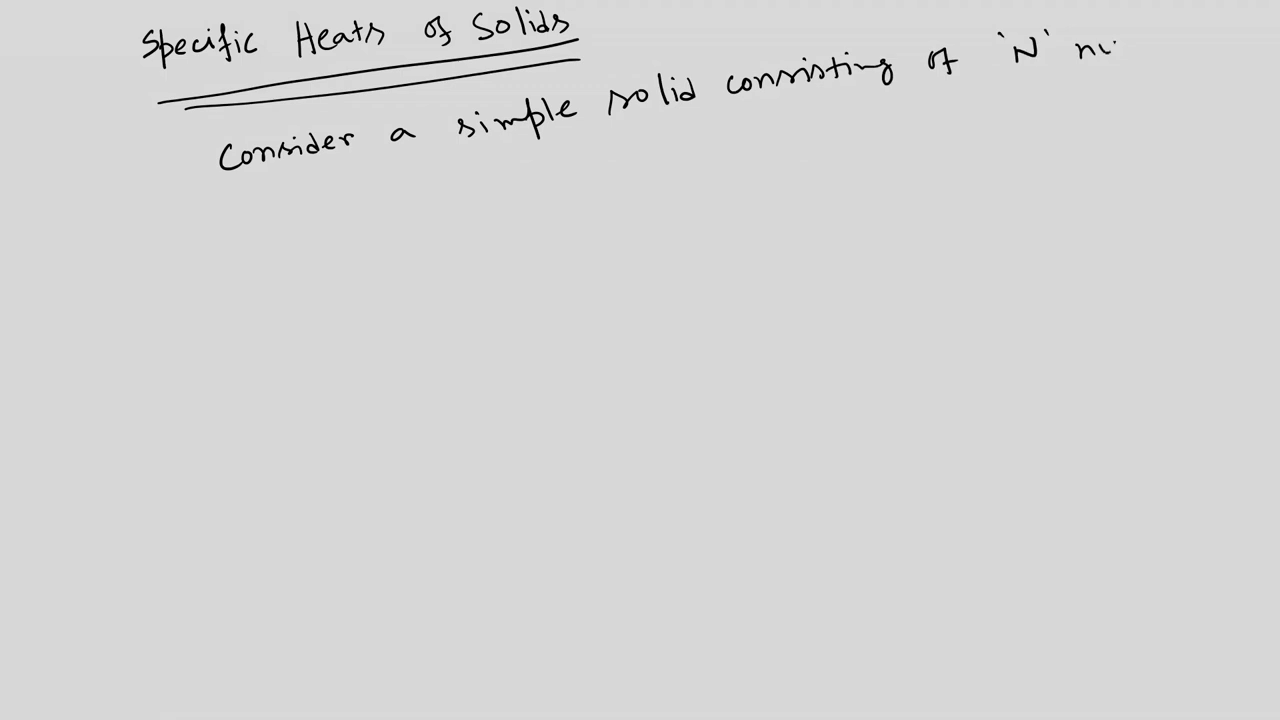 Specific Heats of Solids
Consider a simple solid consisting of 'N'